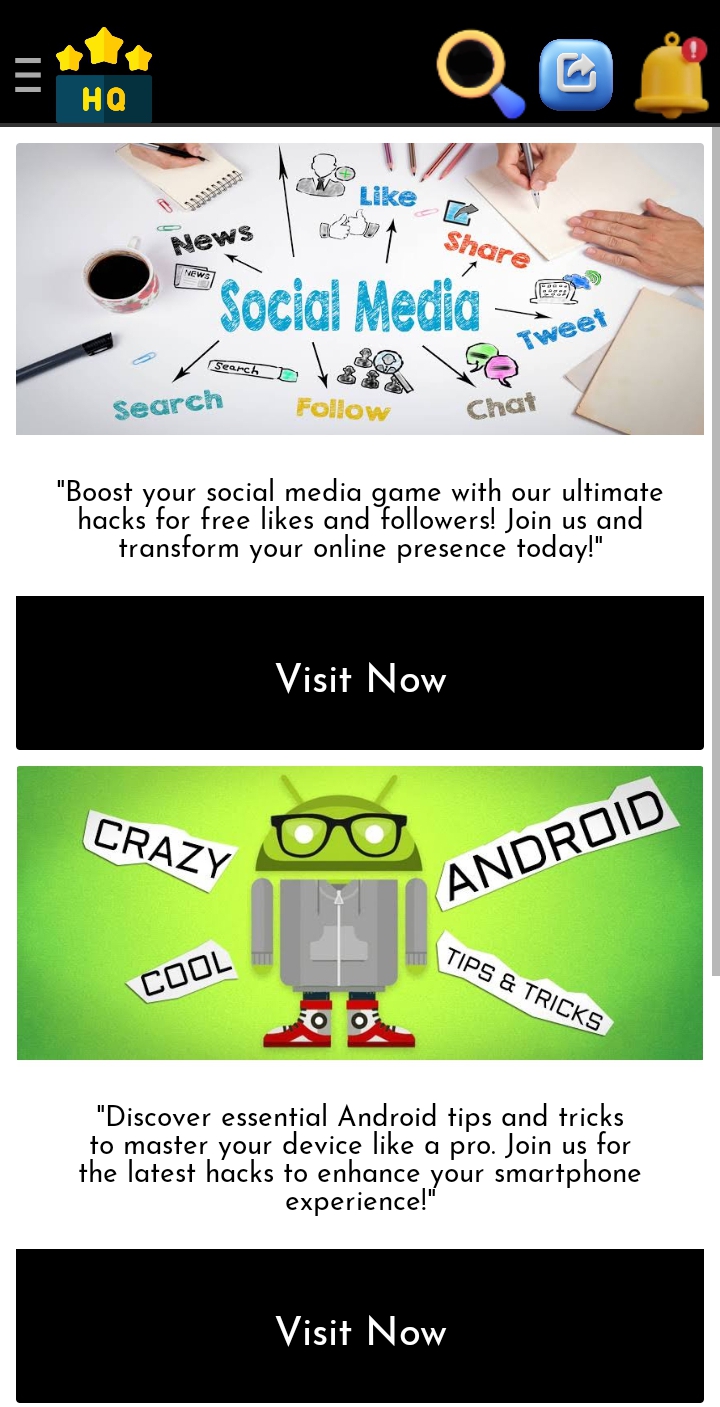 HQ
Like
News
Share
NEWS
Social Media
Tweet
Search
Search
Follow
Chat
"Boost your social media game with our ultimate
hacks for free likes and followers! Join us and
transform your online presence today!"
Visit Now
CRAZY
ANDROID
COOL
TIPS & TRICKS
"Discover essential Android tips and tricks
to master your device like a pro. Join us for
the latest hacks to enhance your smartphone
experience!"
Visit Now